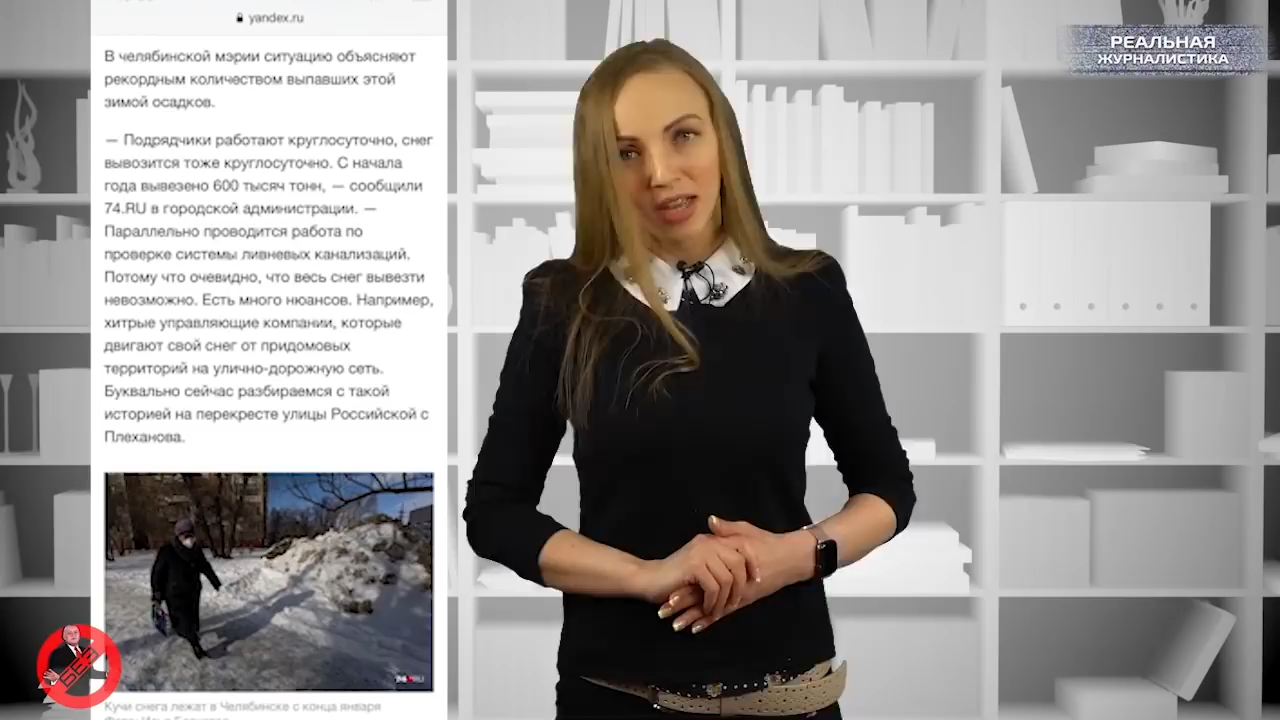 yandex.ru
В челябинской мэрии ситуацию объясняют
рекордным количеством выпавших этой
зимой осадков.
— Подрядчики работают круглосуточно, снег
вывозится тоже круглосуточно. С начала
года вывезено 600 тысяч тонн, — сообщили
74.RU в городской администрации. —
Параллельно проводится работа по
проверке системы ливневых канализаций.
Потому что очевидно, что весь снег вывезти
невозможно. Есть много нюансов. Например,
хитрые управляющие компании, которые
двигают свой снег от придомовых
территорий на улично-дорожную сеть.
Буквально сейчас разбираемся с такой
историей на перекресте улицы Российской с
Плеханова.
Кучи снега лежат в Челябинске с конца января
РЕАЛЬНАЯ
ЖУРНАЛИСТИКА